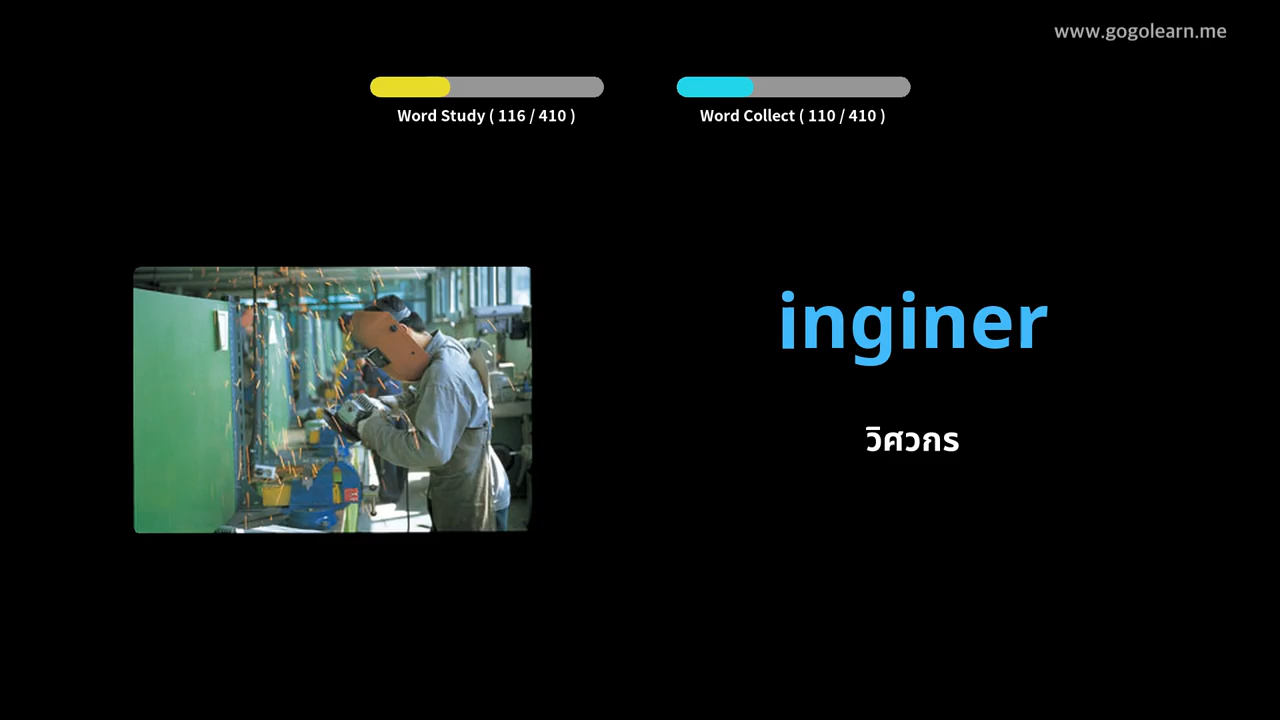 www.gogolearn.me
Word Study ( 116 / 410 )
Word Collect ( 110 / 410 )
inginer
วิศวกร